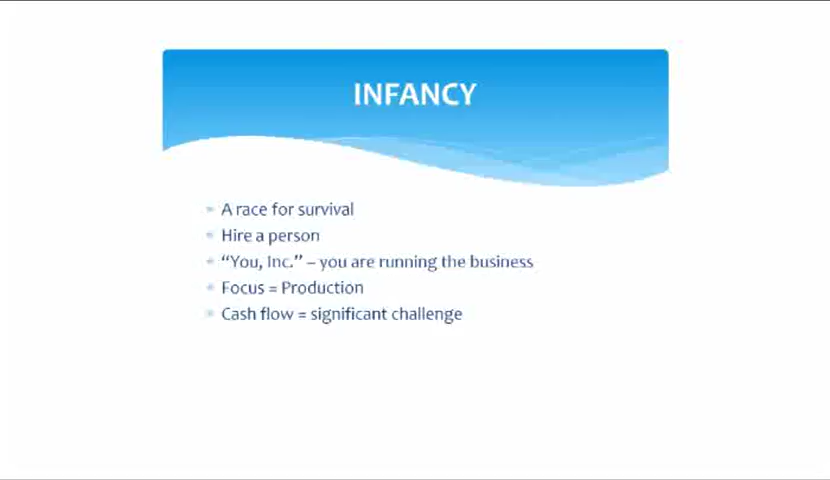 INFANCY
A race for survival
Hire a person
“You, Inc.” – you are running the business
Focus = Production
Cash flow = significant challenge